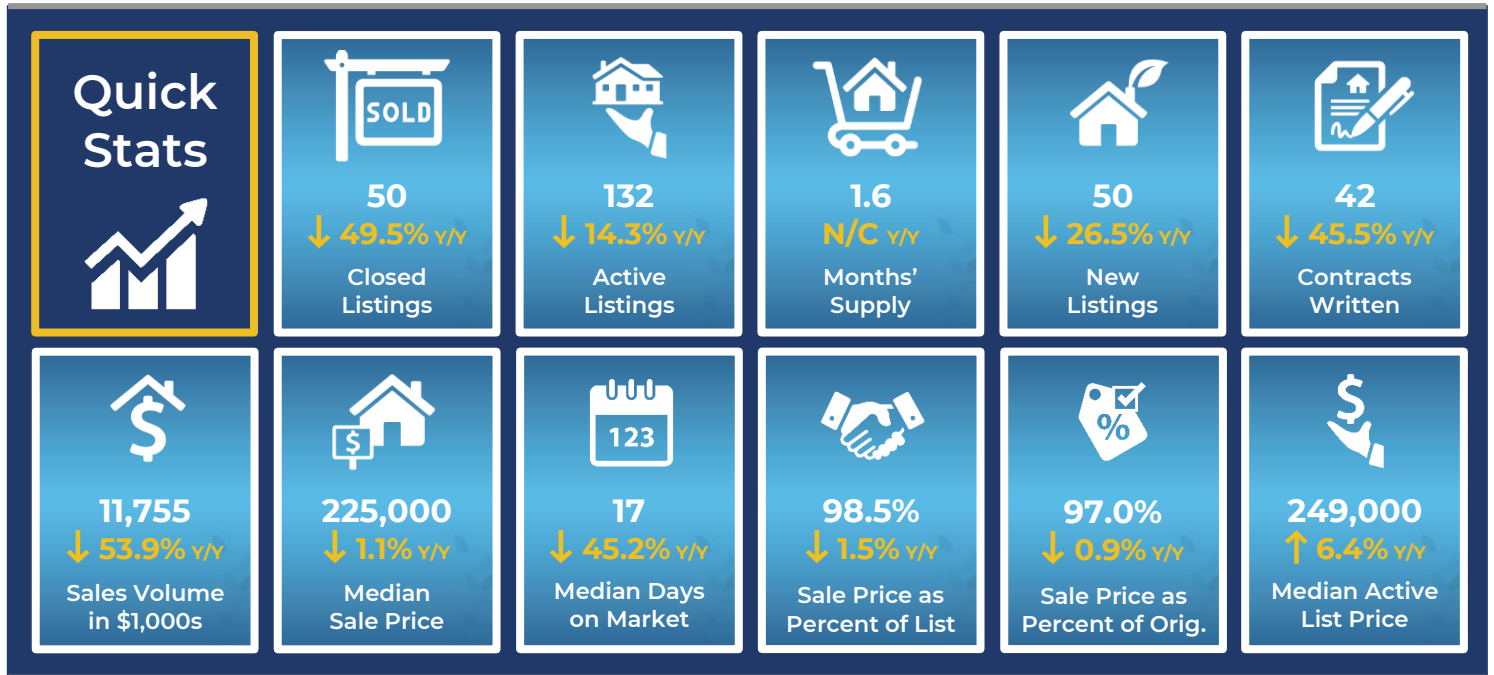 Quick
Stats
SOLD
50
↓ 49.5% Y/Y
Closed
Listings
132
↓ 14.3% Y/Y
Active
Listings
1.6
N/C Y/Y
Months’
Supply
50
↓ 26.5% Y/Y
New
Listings
42
↓ 45.5% Y/Y
Contracts
Written
$
11,755
↓ 53.9% Y/Y
Sales Volume
in $1,000s
$
225,000
↓ 1.1% Y/Y
Median
Sale Price
123
17
↓ 45.2% Y/Y
Median Days
on Market
98.5%
↓ 1.5% Y/Y
Sale Price as
Percent of List
%
97.0%
↓ 0.9% Y/Y
Sale Price as
Percent of Orig.
$
249,000
↑ 6.4% Y/Y
Median Active
List Price